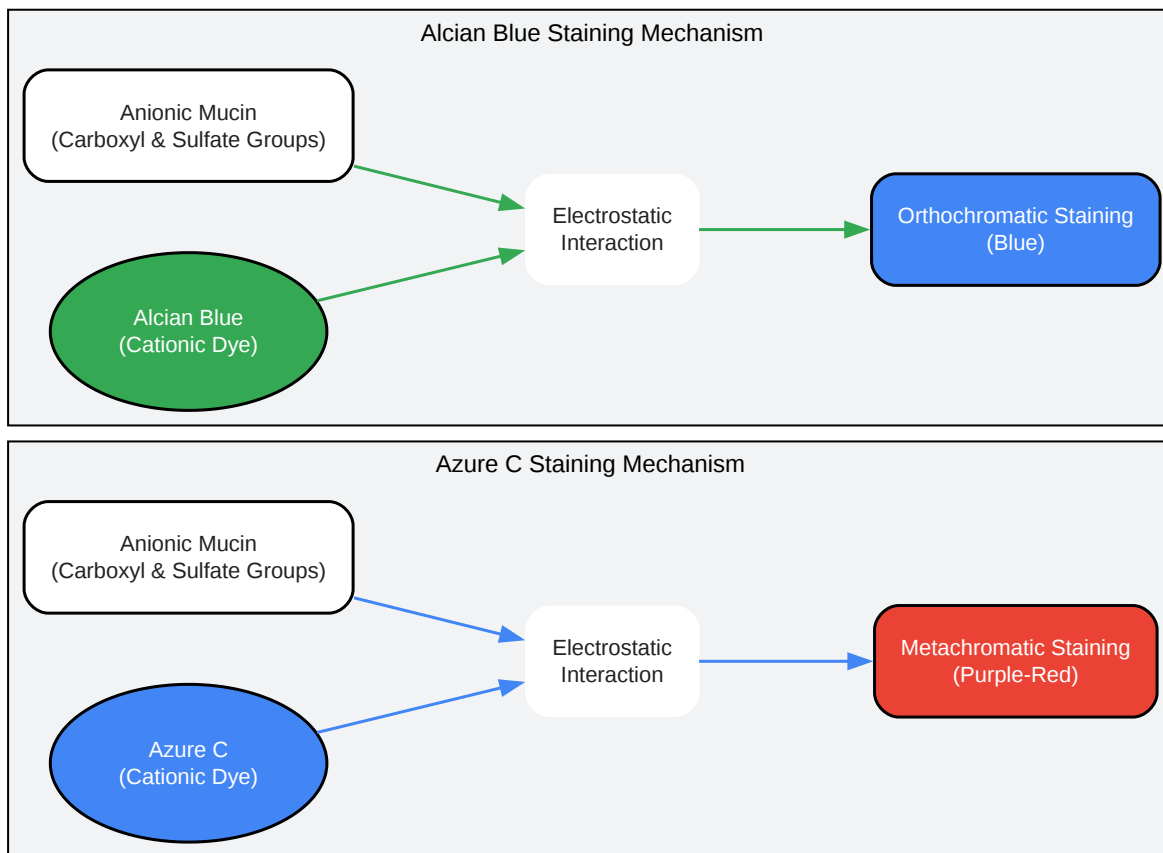 Alcian Blue Staining Mechanism
Anionic Mucin
(Carboxyl & Sulfate Groups)
Electrostatic
Interaction
Orthochromatic Staining
(Blue)
Alcian Blue
(Cationic Dye)
Azure C Staining Mechanism
Anionic Mucin
(Carboxyl & Sulfate Groups)
Electrostatic
Interaction
Metachromatic Staining
(Purple-Red)
Azure C
(Cationic Dye)